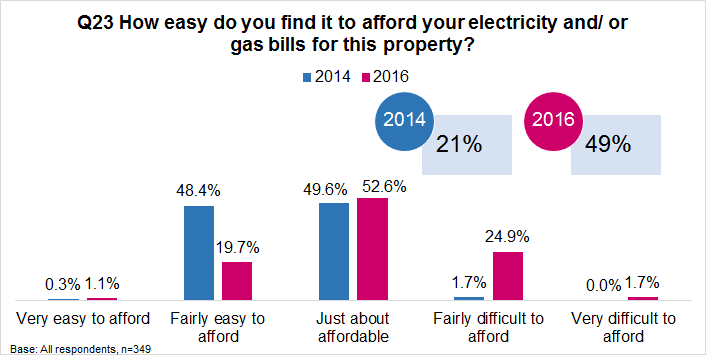 Q23 How easy do you find it to afford your electricity and/ or
gas bills for this property?
2014 2016
2014 2016
21% 49%
48.4% 49.6% 52.6%
19.7% 24.9%
0.3% 1.1% 1.7% 0.0% 1.7%
Very easy to afford Fairly easy to Just about Fairly difficult to Very difficult to
afford affordable afford afford
Base: All respondents, n=349